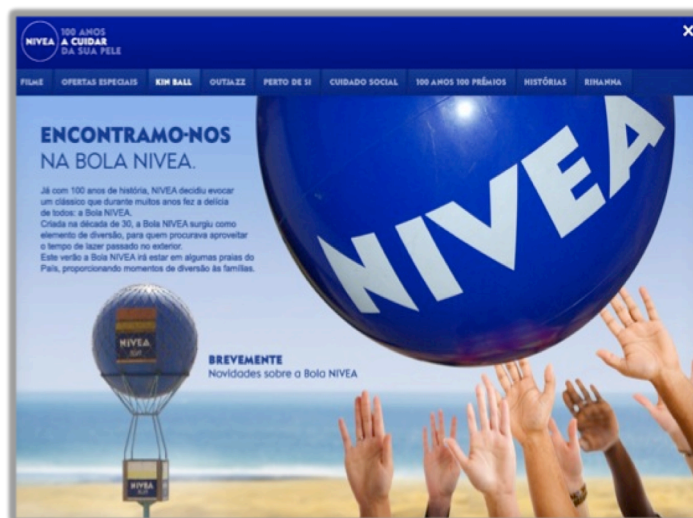 NIVEA
100 ANOS
A CUIDAR
DA SUA PELE
×
FILME OFERTAS ESPECIAIS KIN BALL OUTJAZZ PERTO DE SI CUIDADO SOCIAL 100 ANOS 100 PRÉMIOS HISTÓRIAS RIHANNA
ENCONTRAMO-NOS
NA BOLA NIVEA.
Já com 100 anos de história, NIVEA decidiu evocar
um clássico que durante muitos anos fez a delícia
de todos: a Bola NIVEA.
Criada na década de 30, a Bola NIVEA surgiu como
elemento de diversão, para quem procurava aproveitar
o tempo de lazer passado no exterior.
Este verão a Bola NIVEA irá estar em algumas praias do
País, proporcionando momentos de diversão às famílias.
NIVEA
NIVEA
BREVEMENTE
Novidades sobre a Bola NIVEA
NIVEA